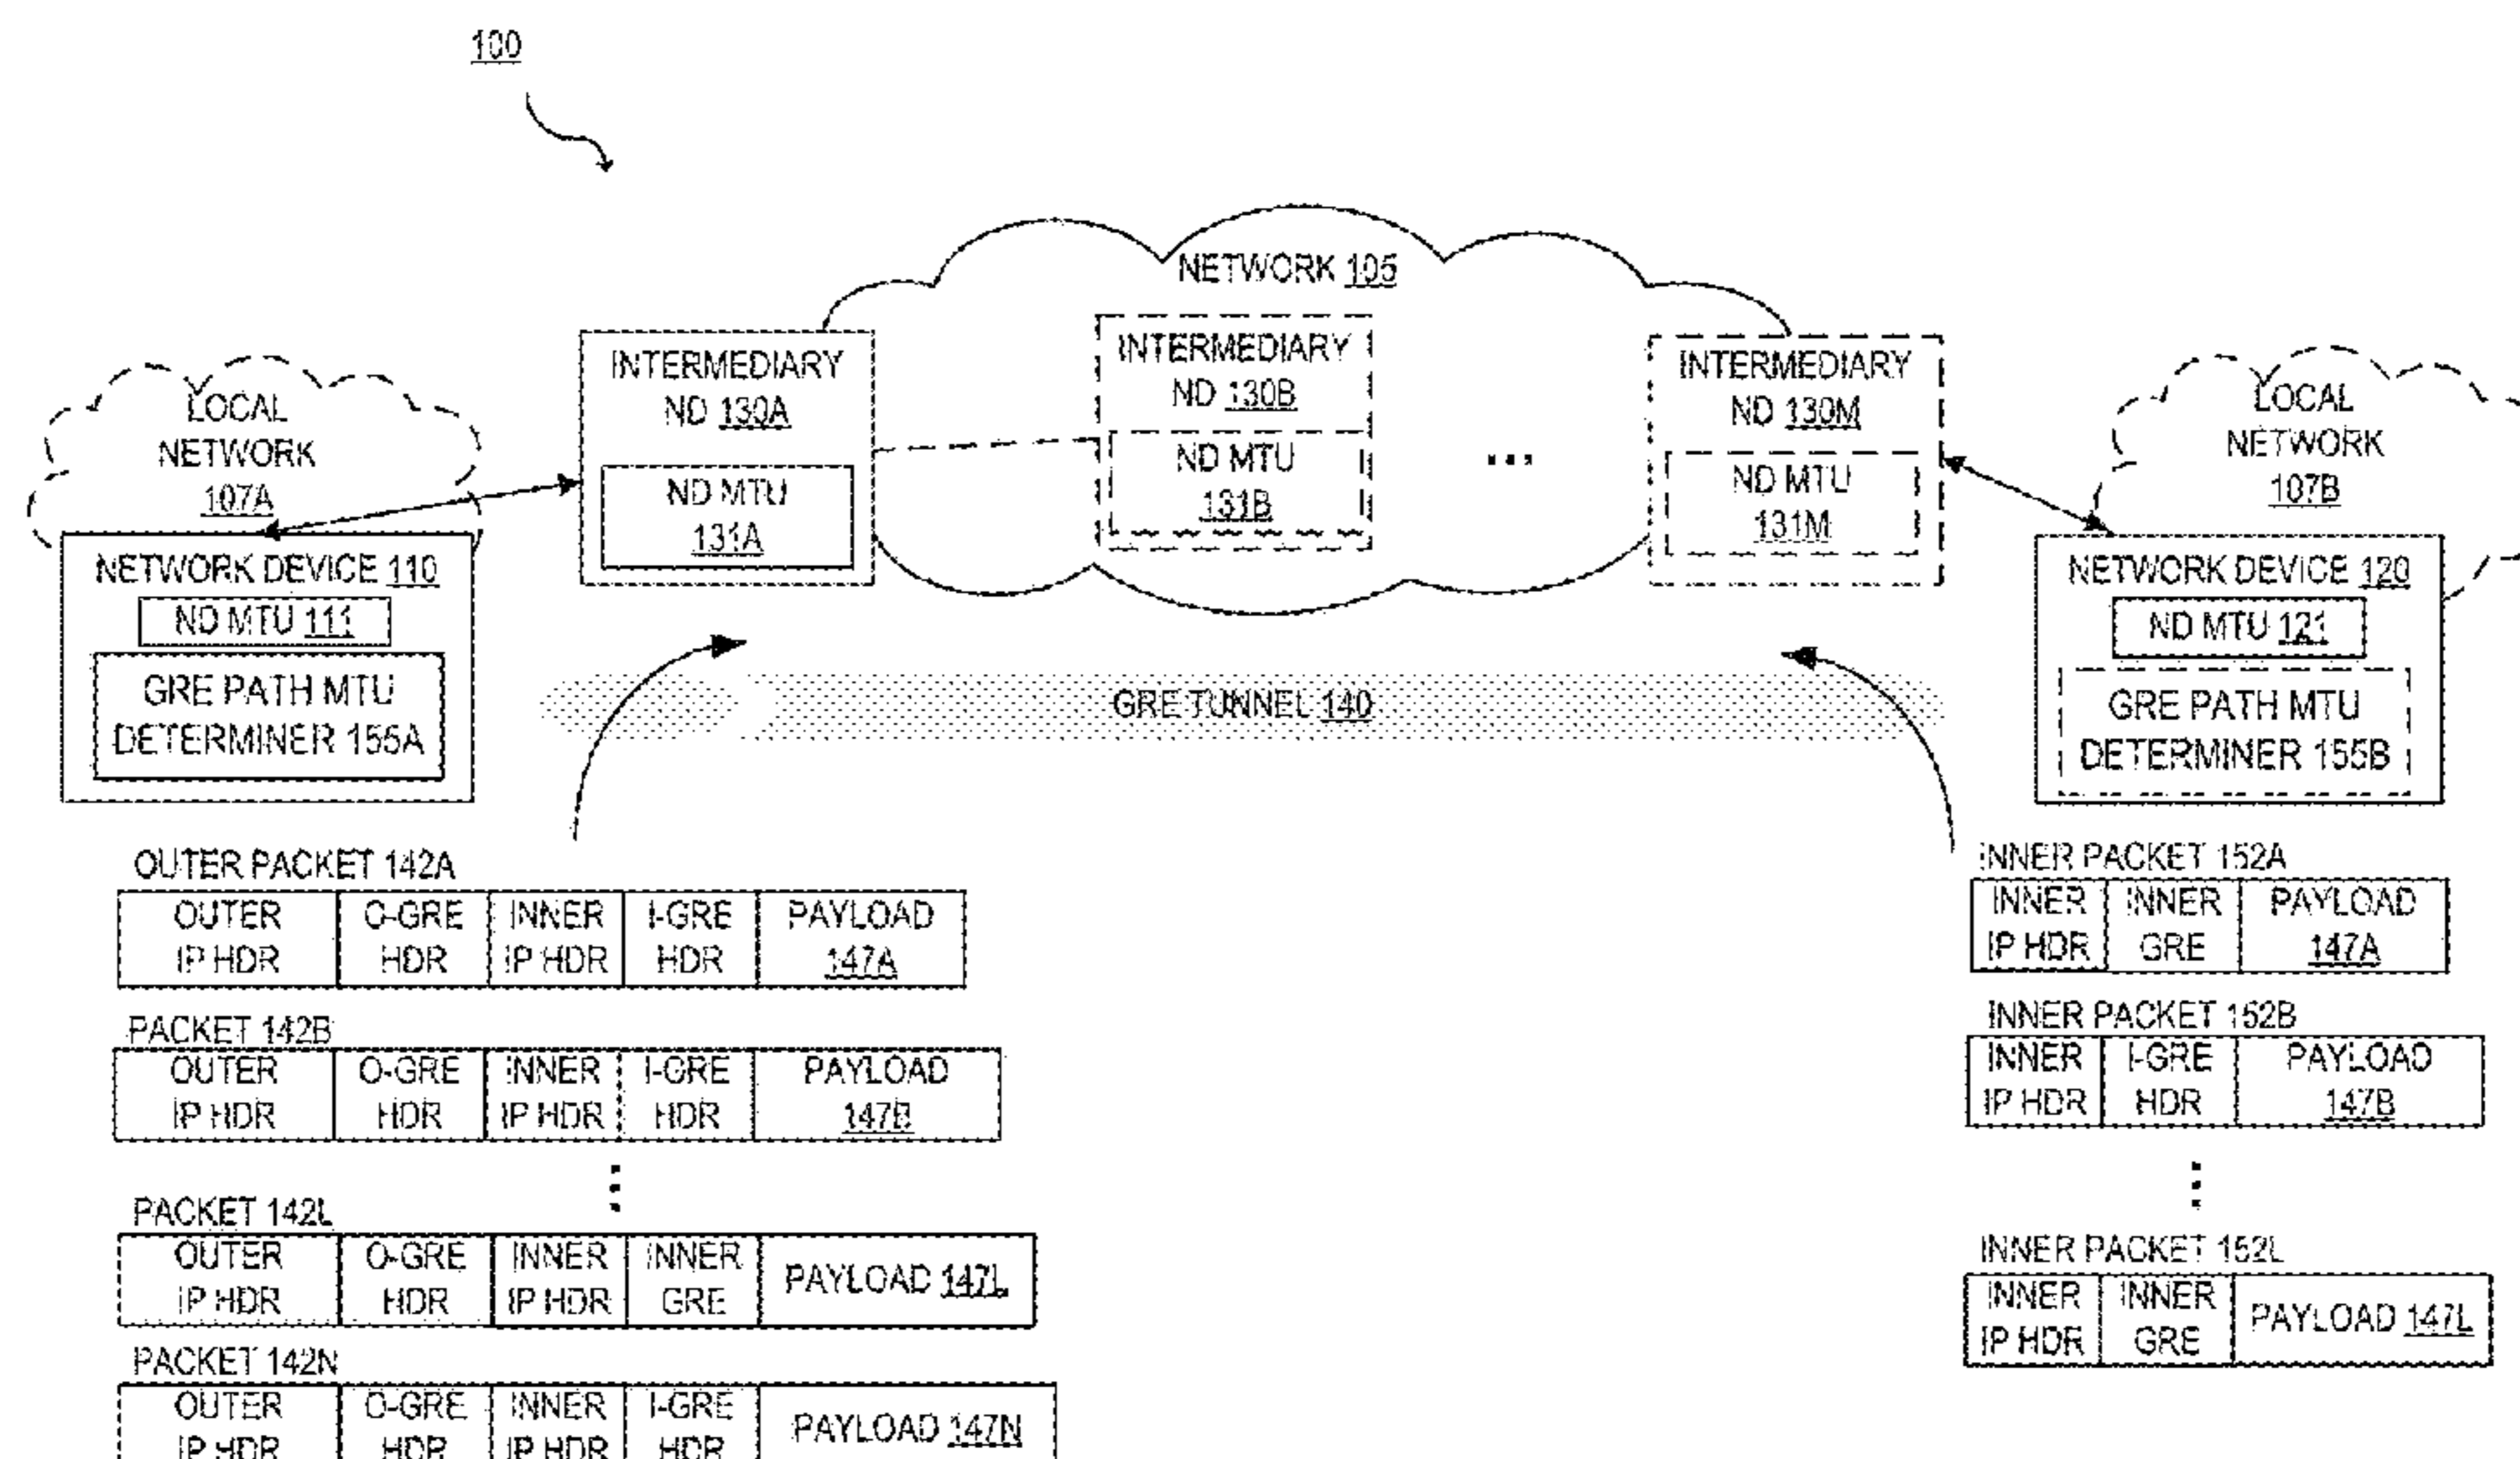 100
NETWORK 105
LOCAL
NETWORK
107A
INTERMEDIARY
ND 130A
ND MTU
131A
INTERMEDIARY
ND 130B
ND MTU
131B
...
INTERMEDIARY
ND 130M
ND MTU
131M
LOCAL
NETWORK
107B
NETWORK DEVICE 110
ND MTU 111
GRE PATH MTU
DETERMINER 155A
NETWORK DEVICE 120
ND MTU 121
GRE PATH MTU
DETERMINER 155B
GRE TUNNEL 140
OUTER PACKET 142A
OUTER
IP HDR
O-GRE
HDR
INNER
IP HDR
I-GRE
HDR
PAYLOAD
147A
PACKET 142B
OUTER
IP HDR
O-GRE
HDR
INNER
IP HDR
I-GRE
HDR
PAYLOAD
147B
PACKET 142L
OUTER
IP HDR
O-GRE
HDR
INNER
IP HDR
INNER
GRE
PAYLOAD 147L
PACKET 142N
OUTER
IP HDR
O-GRE
HDR
INNER
IP HDR
I-GRE
HDR
PAYLOAD 147N
INNER PACKET 152A
INNER
IP HDR
INNER
GRE
PAYLOAD
147A
INNER PACKET 152B
INNER
IP HDR
I-GRE
HDR
PAYLOAD
147B
INNER PACKET 152L
INNER
IP HDR
INNER
GRE
PAYLOAD 147L